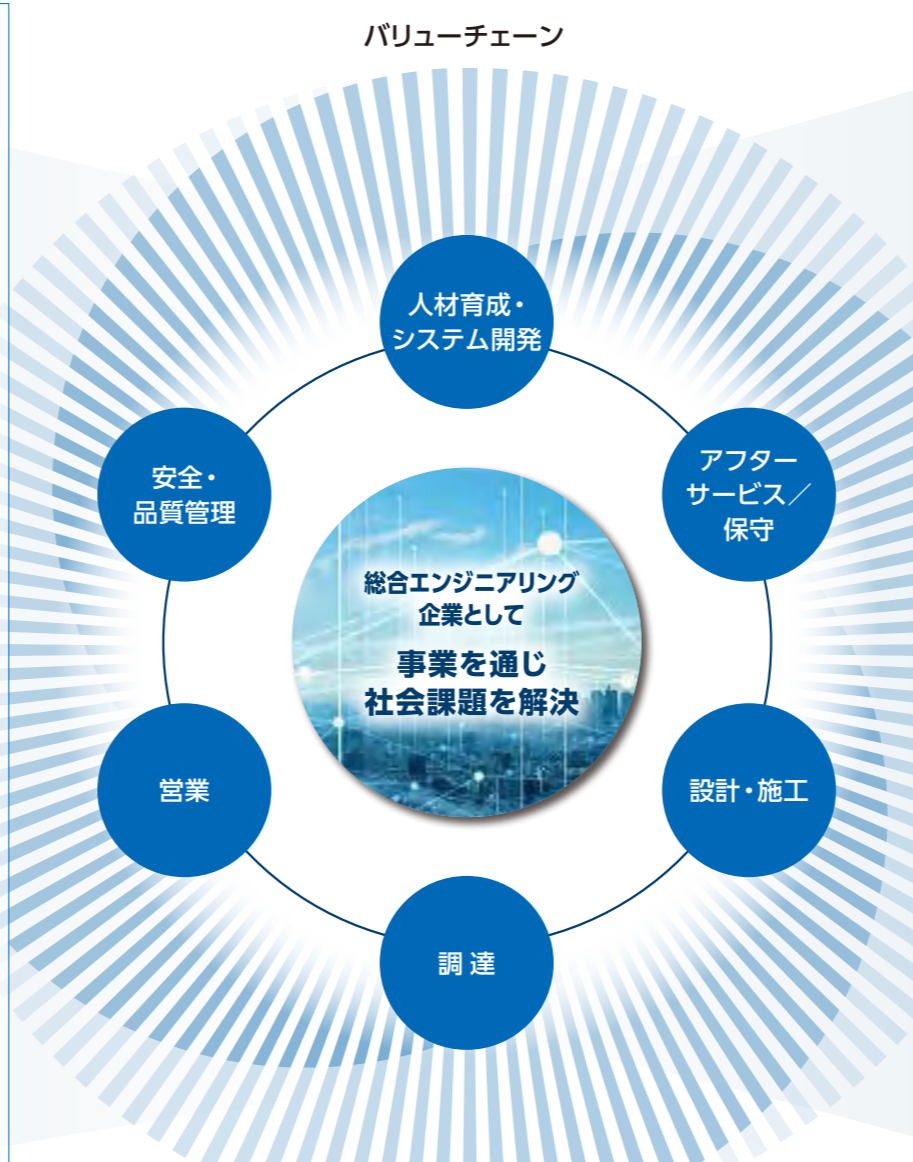 バリューチェーン
人材育成・
システム開発
アフター
サービス／
保守
安全・
品質管理
総合エンジニアリング
企業として
事業を通じ
社会課題を解決
営業
設計・施工
調達